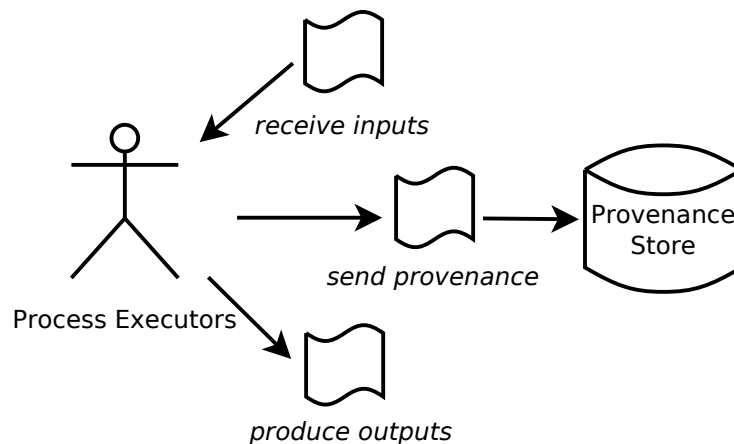 receive inputs
Provenance
Store
send provenance
Process Executors
produce outputs